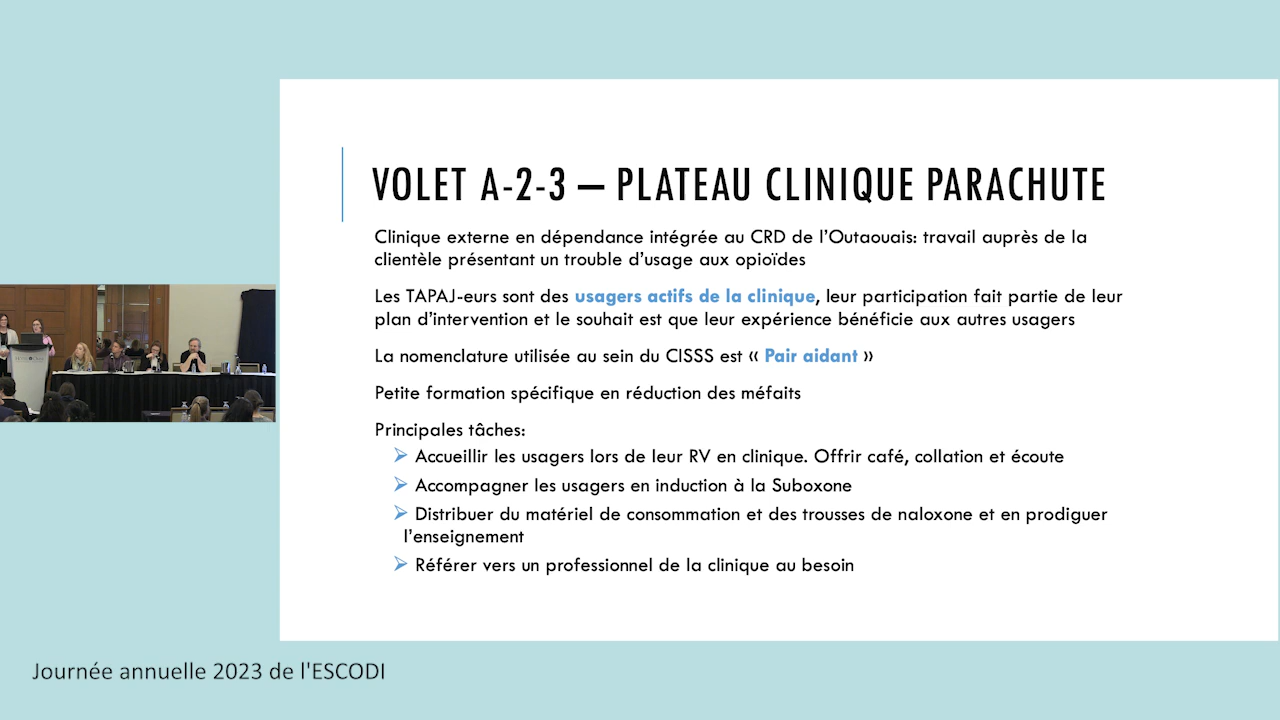 VOLET A-2-3 – PLATEAU CLINIQUE PARACHUTE
Clinique externe en dépendance intégrée au CRD de l'Outaouais: travail auprès de la
clientèle présentant un trouble d'usage aux opioïdes
Les TAPAJ-eurs sont des usagers actifs de la clinique, leur participation fait partie de leur
plan d'intervention et le souhait est que leur expérience bénéficie aux autres usagers
La nomenclature utilisée au sein du CISSS est « Pair aidant »
Petite formation spécifique en réduction des méfaits
Principales tâches:
➢ Accueillir les usagers lors de leur RV en clinique. Offrir café, collation et écoute
➢ Accompagner les usagers en induction à la Suboxone
➢ Distribuer du matériel de consommation et des trousses de naloxone et en prodiguer
l'enseignement
➢ Référer vers un professionnel de la clinique au besoin
Journée annuelle 2023 de l'ESCODI